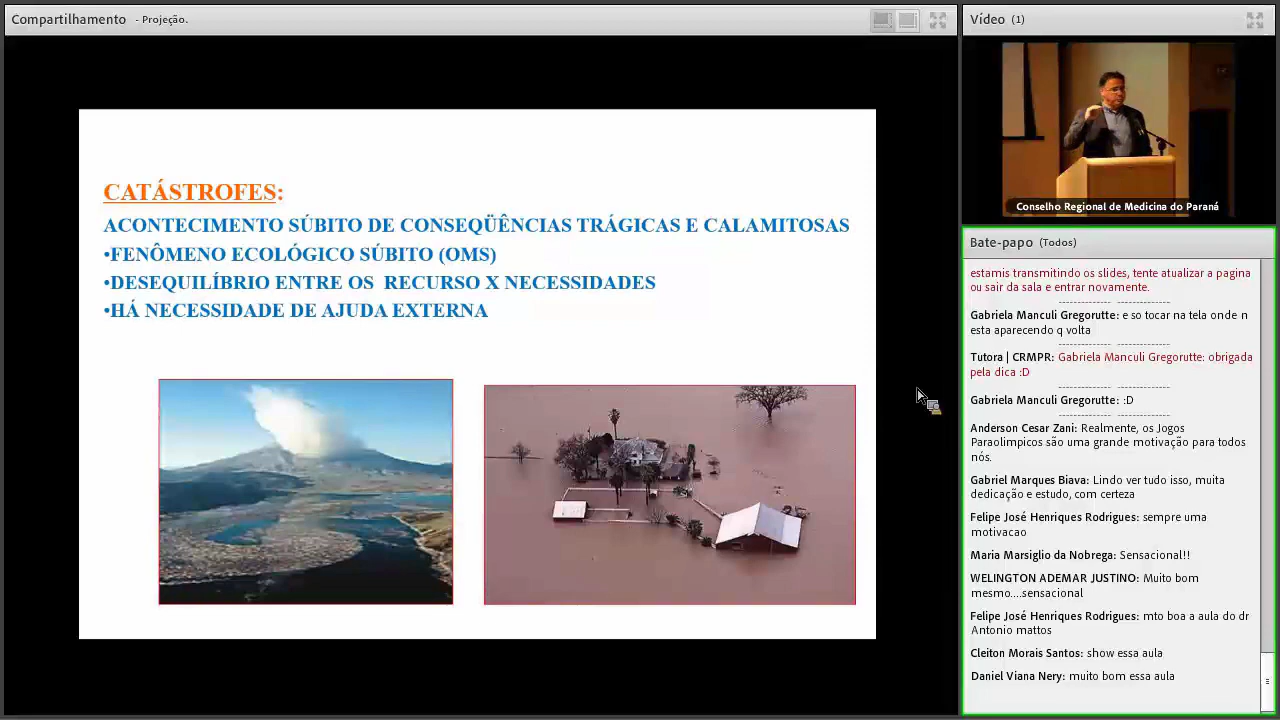 Compartilhamento - Projeção.
CATÁSTROFES:
ACONTECIMENTO SÚBITO DE CONSEQÜÊNCIAS TRÁGICAS E CALAMITOSAS
•FENÔMENO ECOLÓGICO SÚBITO (OMS)
•DESEQUILÍBRIO ENTRE OS  RECURSO X NECESSIDADES
•HÁ NECESSIDADE DE AJUDA EXTERNA
Vídeo (1)
Conselho Regional de Medicina do Paraná
Bate-papo (Todos)
estamis transmitindo os slides, tente atualizar a pagina
ou sair da sala e entrar novamente.
Gabriela Manculi Gregorutte: e so tocar na tela onde n
esta aparecendo q volta
Tutora | CRMPR: Gabriela Manculi Gregorutte: obrigada
pela dica :D
Gabriela Manculi Gregorutte: :D
Anderson Cesar Zani: Realmente, os Jogos
Paraolimpicos são uma grande motivação para todos
nós.
Gabriel Marques Biava: Lindo ver tudo isso, muita
dedicação e estudo, com certeza
Felipe José Henriques Rodrigues: sempre uma
motivacao
Maria Marsiglio da Nobrega: Sensacional!!
WELINGTON ADEMAR JUSTINO: Muito bom
mesmo....sensacional
Felipe José Henriques Rodrigues: mto boa a aula do dr
Antonio mattos
Cleiton Morais Santos: show essa aula
Daniel Viana Nery: muito bom essa aula